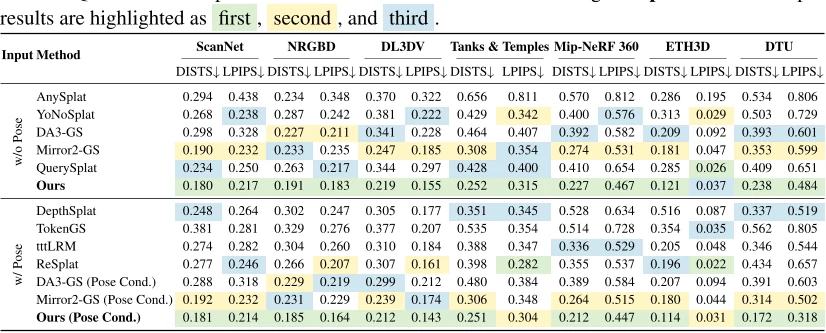 results are highlighted as first , second , and third .
Input Method ScanNet NRGBD DL3DV Tanks & Temples Mip-NeRF 360 ETH3D DTU
DISTS↓ LPIPS↓ DISTS↓ LPIPS↓ DISTS↓ LPIPS↓ DISTS↓ LPIPS↓ DISTS↓ LPIPS↓ DISTS↓ LPIPS↓ DISTS↓ LPIPS↓
w/o Pose
AnySplat 0.294 0.438 0.234 0.348 0.370 0.322 0.656 0.811 0.570 0.812 0.286 0.195 0.534 0.806
YoNoSplat 0.268 0.238 0.287 0.242 0.381 0.222 0.429 0.342 0.400 0.576 0.313 0.029 0.503 0.729
DA3-GS 0.298 0.328 0.227 0.211 0.341 0.228 0.464 0.407 0.392 0.582 0.209 0.092 0.393 0.601
Mirror2-GS 0.190 0.232 0.233 0.235 0.247 0.185 0.308 0.354 0.274 0.531 0.181 0.047 0.353 0.599
QuerySplat 0.234 0.250 0.263 0.217 0.344 0.297 0.428 0.400 0.410 0.654 0.285 0.026 0.409 0.651
Ours 0.180 0.217 0.191 0.183 0.219 0.155 0.252 0.315 0.227 0.467 0.121 0.037 0.238 0.484
w/ Pose
DepthSplat 0.248 0.264 0.302 0.247 0.305 0.177 0.351 0.345 0.528 0.634 0.516 0.087 0.337 0.519
TokenGS 0.381 0.281 0.329 0.276 0.377 0.207 0.535 0.354 0.514 0.728 0.354 0.035 0.562 0.805
tttLRM 0.274 0.282 0.304 0.260 0.310 0.184 0.388 0.347 0.336 0.529 0.205 0.048 0.346 0.544
ReSplat 0.277 0.246 0.266 0.207 0.307 0.161 0.398 0.282 0.355 0.537 0.196 0.022 0.434 0.657
DA3-GS (Pose Cond.) 0.288 0.318 0.229 0.219 0.299 0.212 0.480 0.384 0.389 0.584 0.207 0.094 0.391 0.603
Mirror2-GS (Pose Cond.) 0.192 0.232 0.231 0.229 0.239 0.174 0.306 0.348 0.264 0.515 0.180 0.044 0.314 0.502
Ours (Pose Cond.) 0.181 0.214 0.185 0.164 0.212 0.143 0.251 0.304 0.212 0.447 0.114 0.031 0.172 0.318